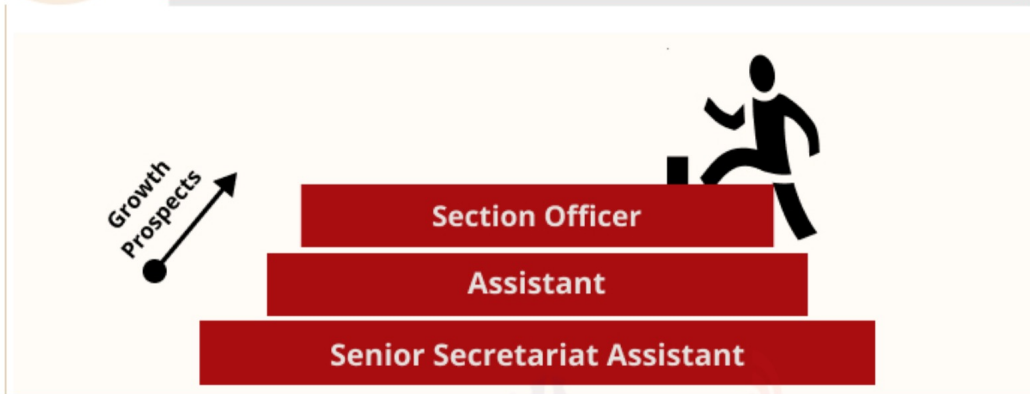 Growth
Prospects
Section Officer
Assistant
Senior Secretariat Assistant